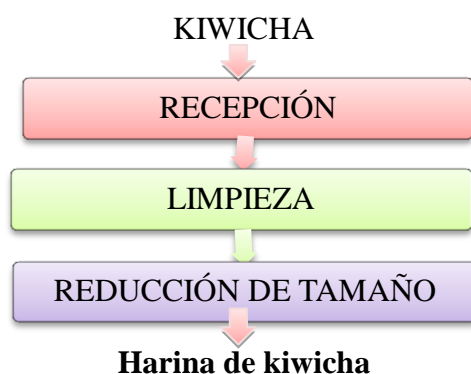 KIWICHA
RECEPCIÓN
LIMPIEZA
REDUCCIÓN DE TAMAÑO
Harina de kiwicha